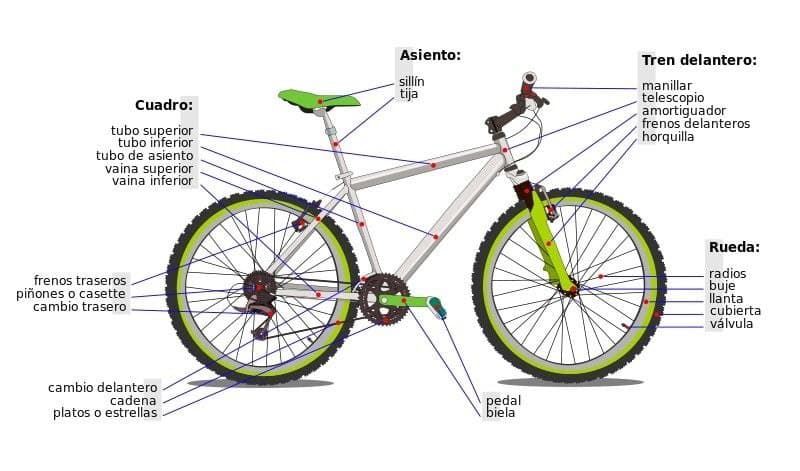 Asiento:
sillín
tija
Tren delantero:
manillar
telescopio
amortiguador
frenos delanteros
horquilla
Cuadro:
tubo superior
tubo inferior
tubo de asiento
vaina superior
vaina inferior
Rueda:
radios
buje
llanta
cubierta
válvula
frenos traseros
piñones o casette
cambio trasero
cambio delantero
cadena
platos o estrellas
pedal
biela